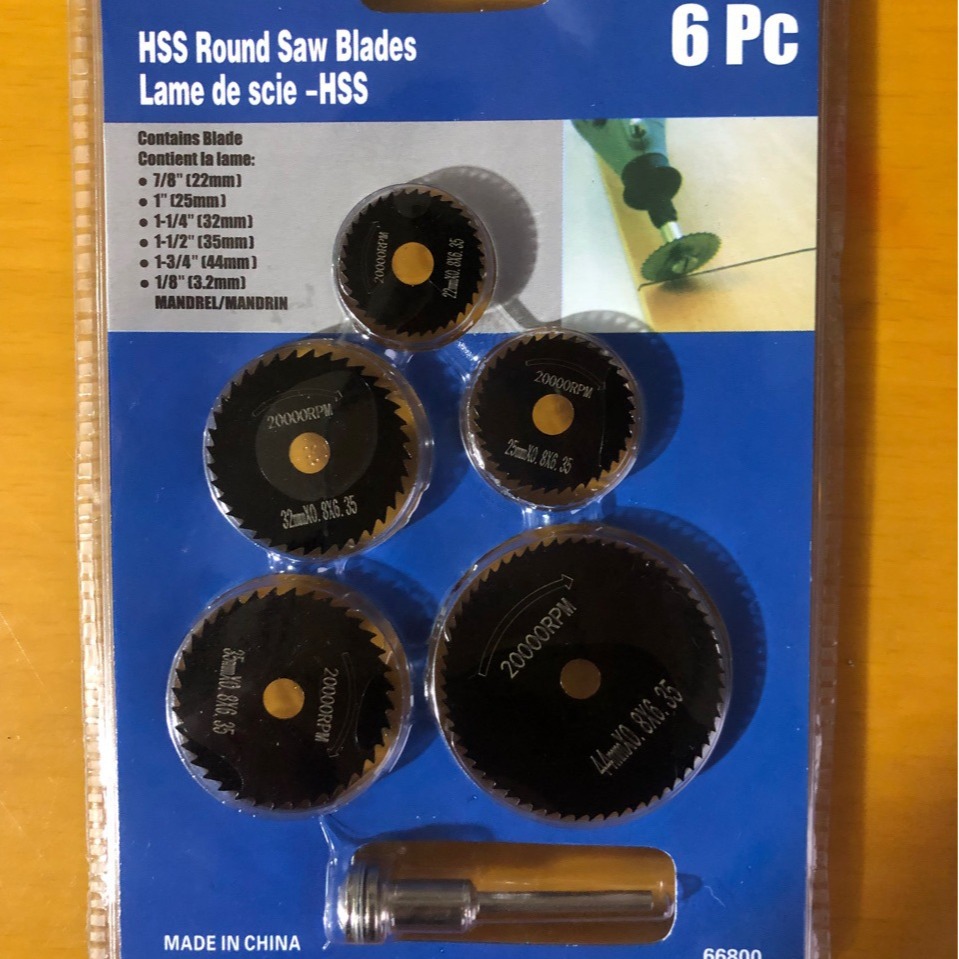 HSS Round Saw Blades
Lame de scie -HSS
6 Pc
Contains Blade
Contient la lame:
● 7/8" (22mm)
● 1" (25mm)
● 1-1/4" (32mm)
● 1-1/2" (35mm)
● 1-3/4" (44mm)
● 1/8" (3.2mm)
MANDREL/MANDRIN
20000RPM
22mmX0.8X6.35
20000RPM
25mmX0.8X6.35
20000RPM
32mmX0.8X6.35
20000RPM
35mmX0.8X6.35
20000RPM
44mmX0.8X6.35
MADE IN CHINA
66800